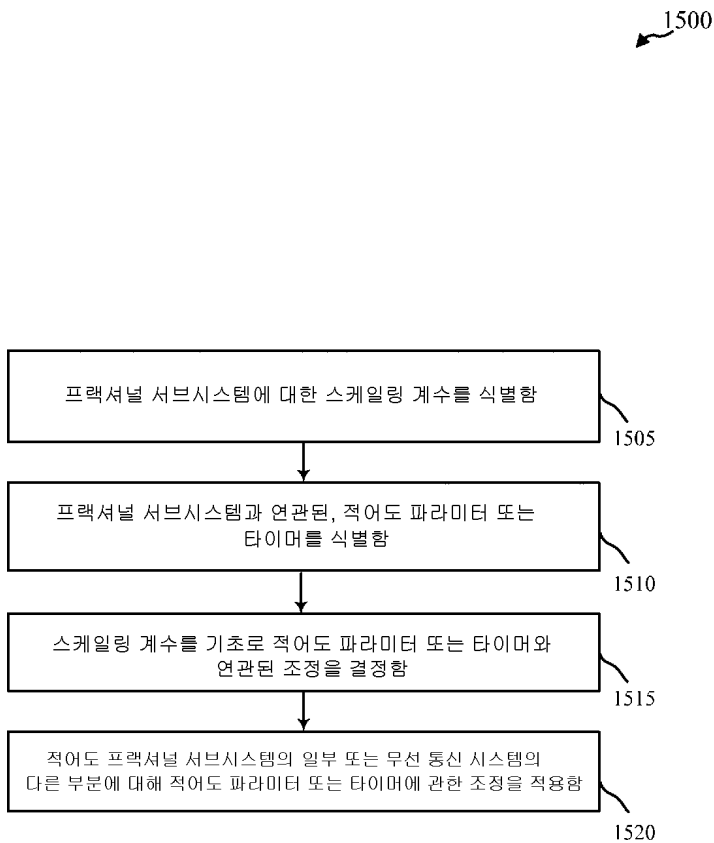 1500
프랙셔널 서브시스템에 대한 스케일링 계수를 식별함
1505
프랙셔널 서브시스템과 연관된, 적어도 파라미터 또는
타이머를 식별함
1510
스케일링 계수를 기초로 적어도 파라미터 또는 타이머와
연관된 조정을 결정함
1515
적어도 프랙셔널 서브시스템의 일부 또는 무선 통신 시스템의
다른 부분에 대해 적어도 파라미터 또는 타이머에 관한 조정을 적용함
1520